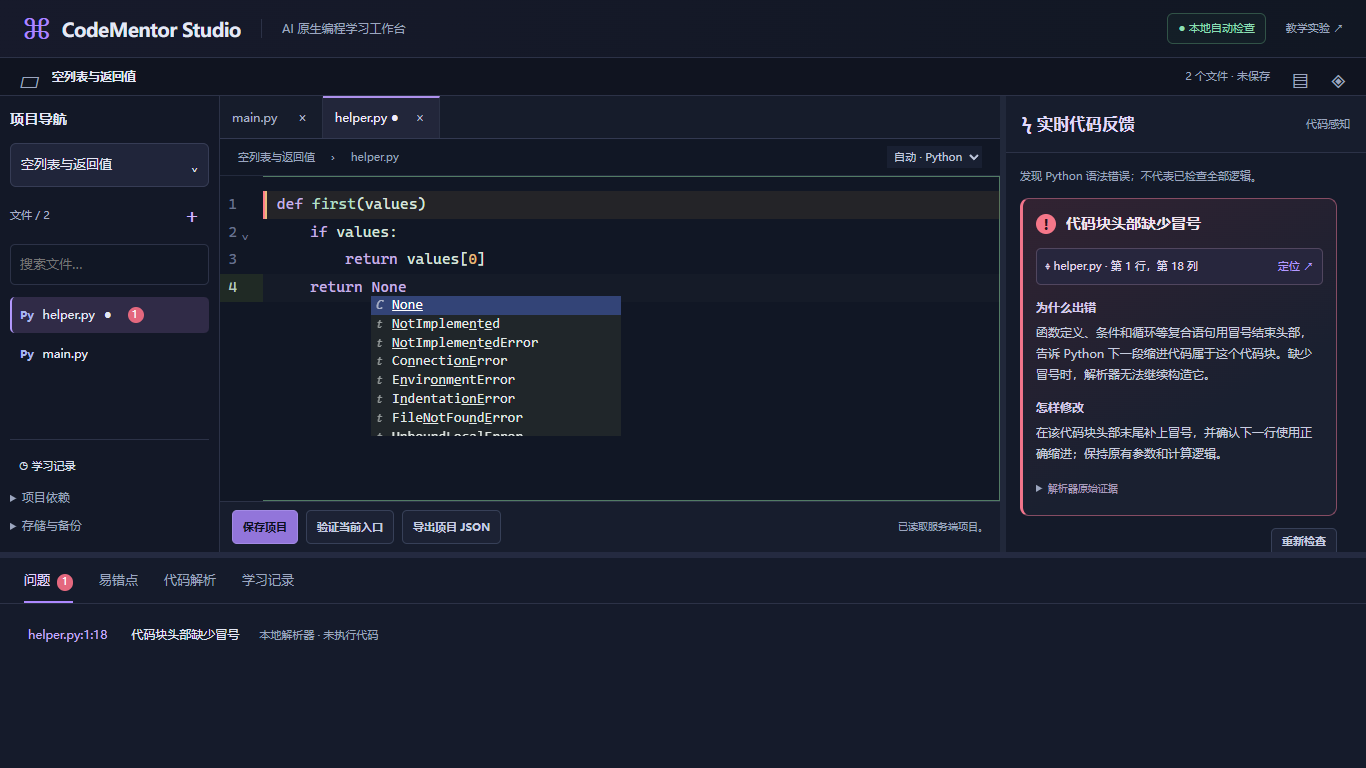 ⌘ CodeMentor Studio
AI 原生编程学习工作台
● 本地自动检查
教学实验 ↗
空列表与返回值
2 个文件 · 未保存
项目导航
空列表与返回值
文件 / 2
+
搜索文件...
Py helper.py ● 1
Py main.py
◷ 学习记录
▸ 项目依赖
▸ 存储与备份
main.py ×
helper.py ● ×
空列表与返回值 › helper.py
自动 · Python
1 def first(values)
2 if values:
3 return values[0]
4 return None
C None
t NotImplemented
t NotImplementedError
t ConnectionError
t EnvironmentError
t IndentationError
t FileNotFoundError
t UnboundLocalError
保存项目
验证当前入口
导出项目 JSON
已读取服务端项目。
ϟ 实时代码反馈
代码感知
发现 Python 语法错误；不代表已检查全部逻辑。
! 代码块头部缺少冒号
helper.py · 第 1 行，第 18 列
定位 ↗
为什么出错
函数定义、条件和循环等复合语句用冒号结束头部，
告诉 Python 下一段缩进代码属于这个代码块。缺少
冒号时，解析器无法继续构造它。
怎样修改
在该代码块头部末尾补上冒号，并确认下一行使用正
确缩进；保持原有参数和计算逻辑。
▸ 解析器原始证据
重新检查
问题 1
易错点
代码解析
学习记录
helper.py:1:18
代码块头部缺少冒号
本地解析器 · 未执行代码